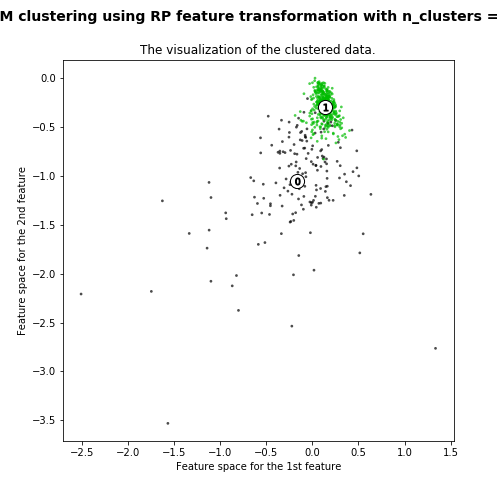 M clustering using RP feature transformation with n_clusters =
The visualization of the clustered data.
0.0
−0.5
−1.0
−1.5
−2.0
−2.5
−3.0
−3.5
Feature space for the 2nd feature
1
0
−2.5 −2.0 −1.5 −1.0 −0.5 0.0 0.5 1.0 1.5
Feature space for the 1st feature